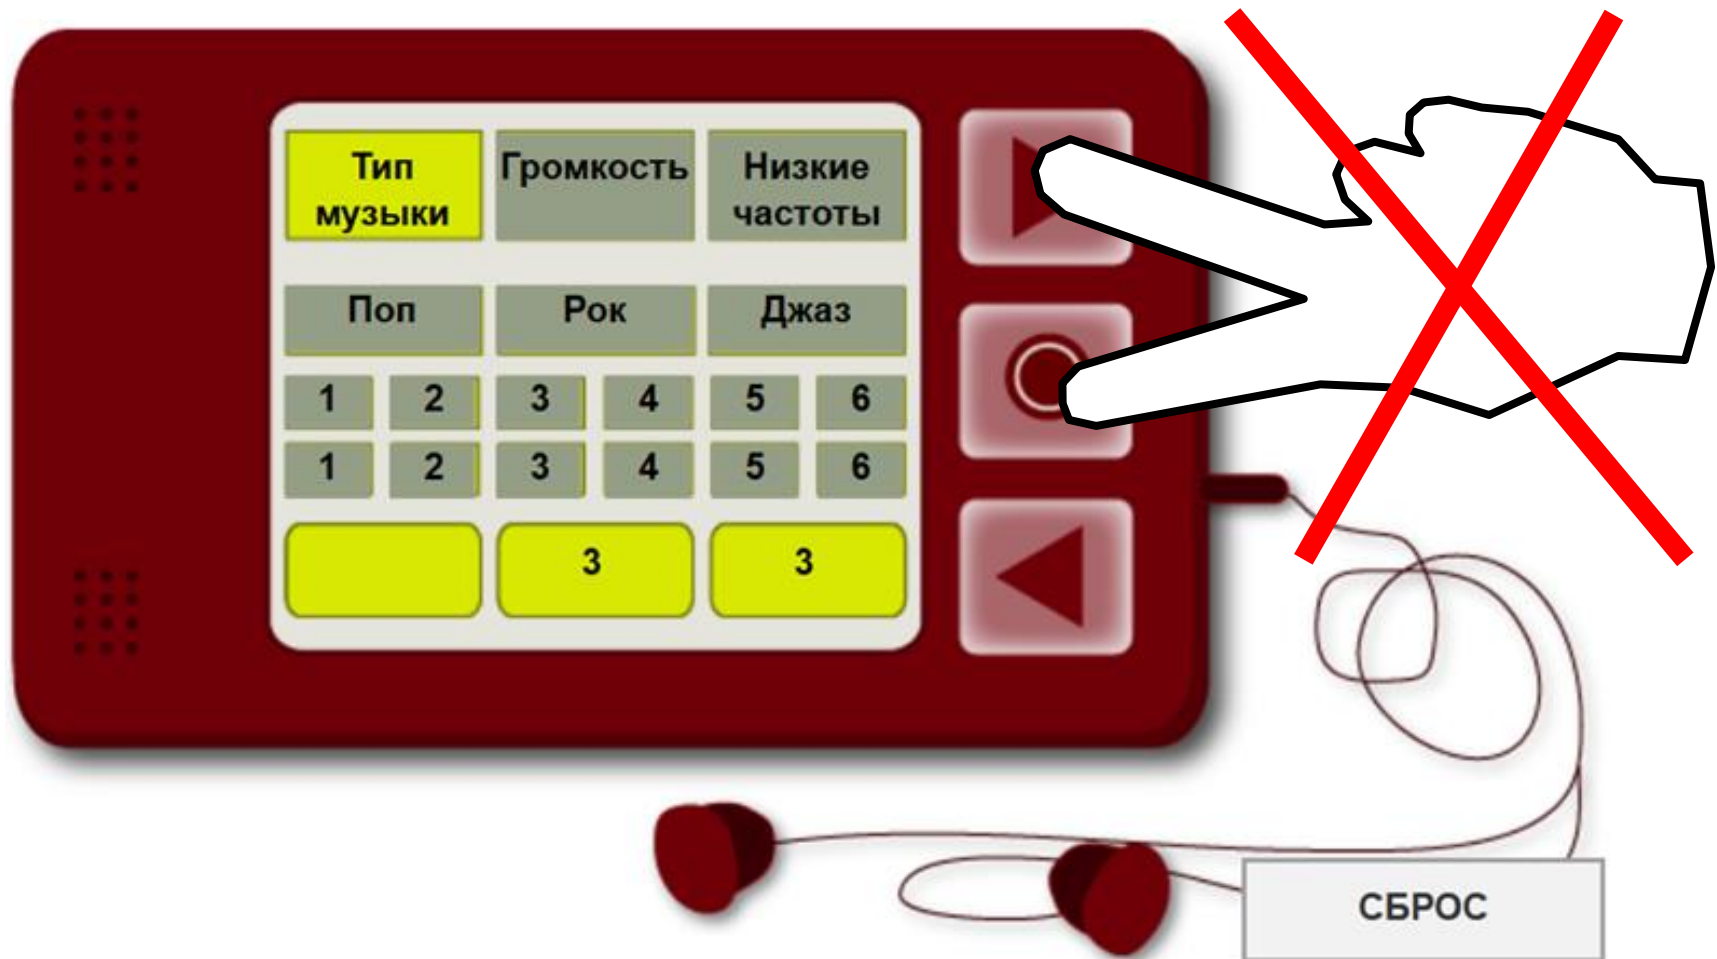 Тип
музыки
Громкость
Низкие
частоты
Поп Рок Джаз
1 2 3 4 5 6
1 2 3 4 5 6
3 3
СБРОС